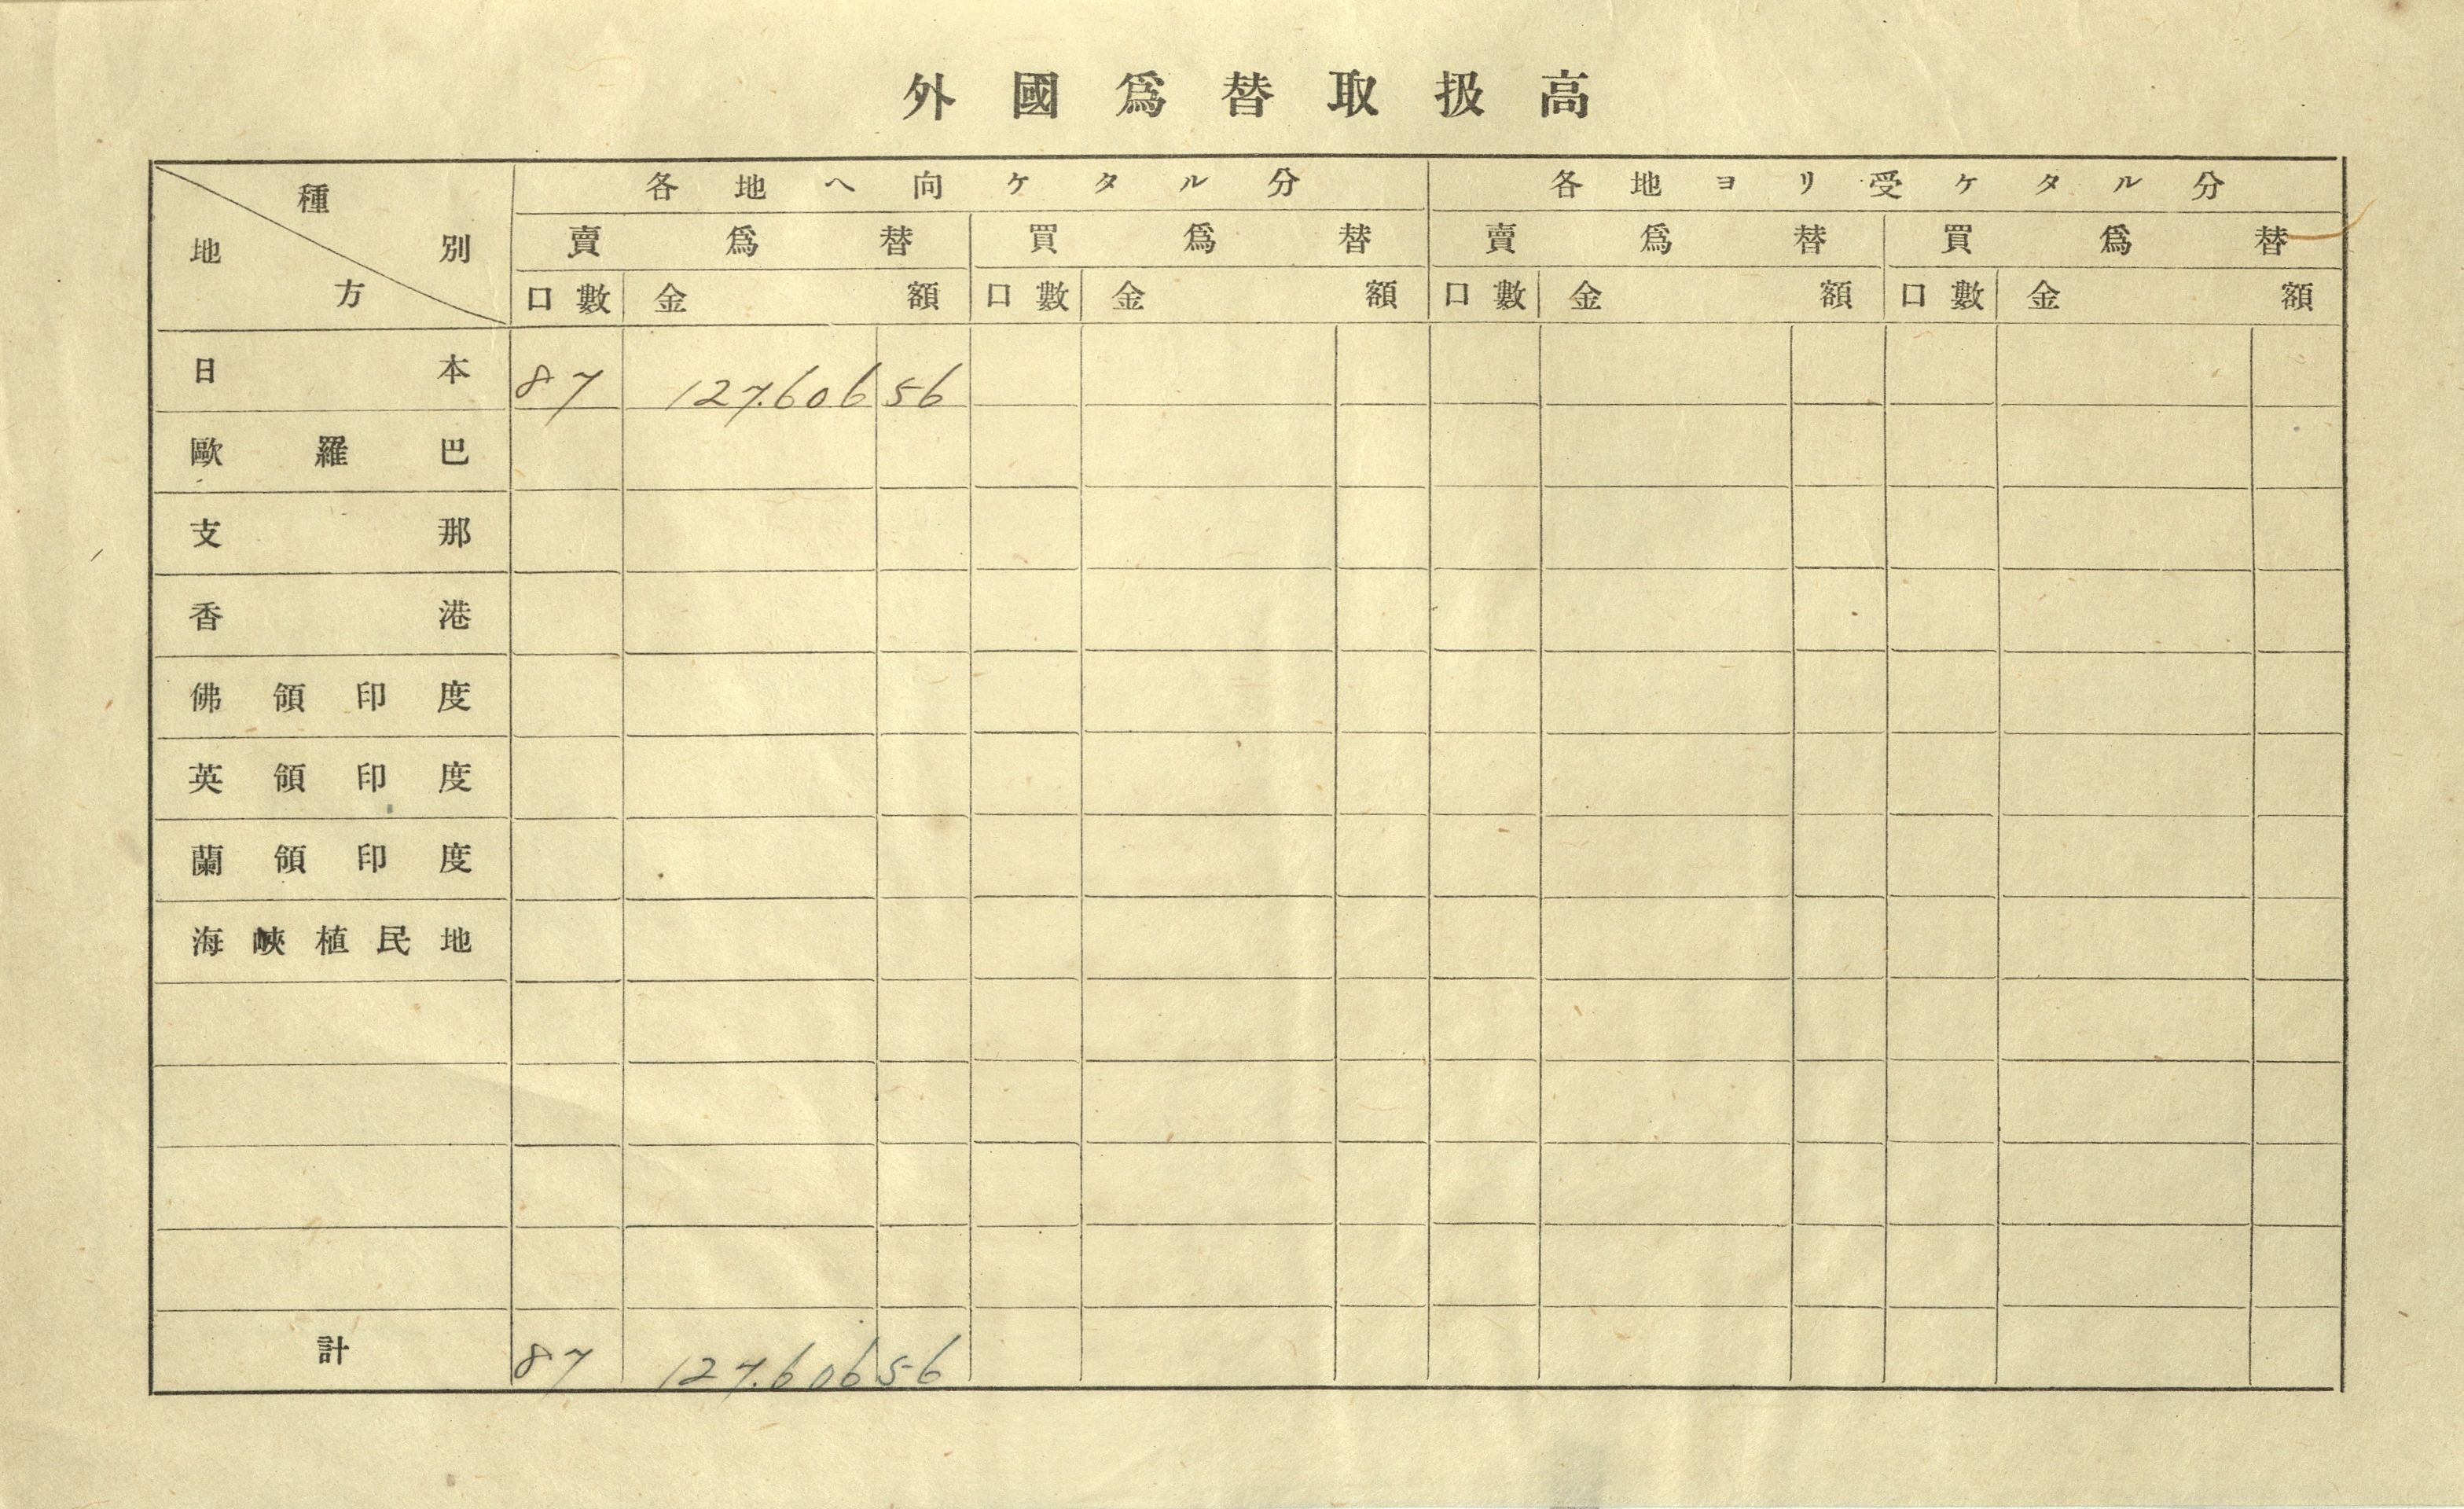 外國爲替取扱高
種別 地方 各地ヘ向ケタル分 各地ヨリ受ケタル分
賣爲替 買爲替 賣爲替 買爲替
口數 金額 口數 金額 口數 金額 口數 金額
日本 87 127.606 56
歐羅巴
支那
香港
佛領印度
英領印度
蘭領印度
海峽植民地
計 87 127.606 56